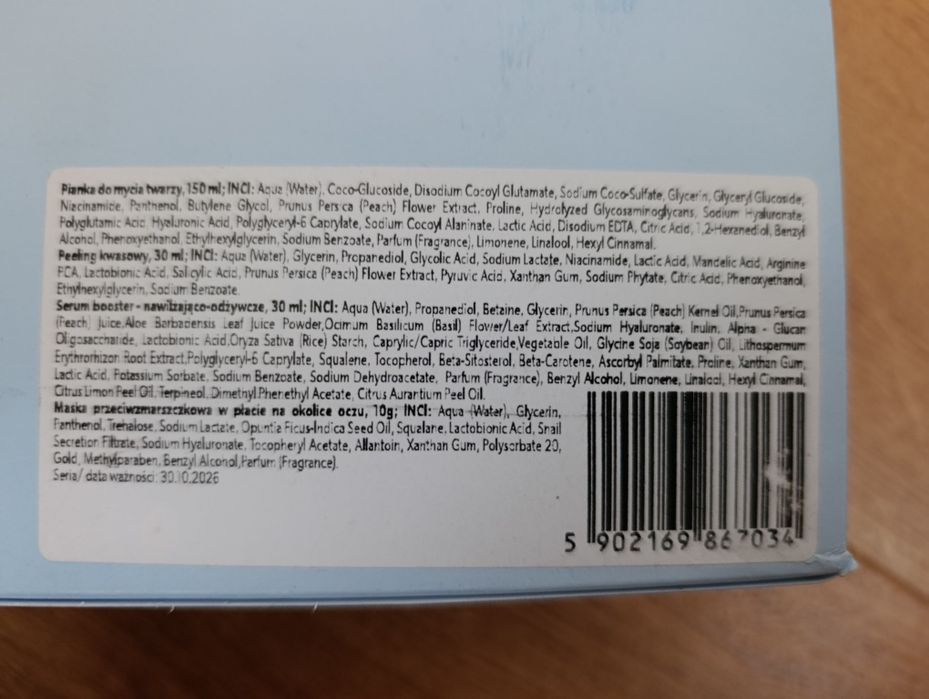 Pianka do mycia twarzy, 150 ml; INCI: Aqua (Water), Coco-Glucoside, Disodium Cocoyl Glutamate, Sodium Coco-Sulfate, Glycerin, Glyceryl Glucoside,
Niacinamide, Panthenol, Butylene Glycol, Prunus Persica (Peach) Flower Extract, Proline, Hydrolyzed Glycosaminoglycans, Sodium Hyaluronate,
Polyglutamic Acid, Hyaluronic Acid, Polyglyceryl-6 Caprylate, Sodium Cocoyl Alaninate, Lactic Acid, Disodium EDTA, Citric Acid, 1,2-Hexanediol, Benzyl
Alcohol, Phenoxyethanol, Ethylhexylglycerin, Sodium Benzoate, Parfum (Fragrance), Limonene, Linalool, Hexyl Cinnamal.
Peeling kwasowy, 30 ml; INCI: Aqua (Water), Glycerin, Propanediol, Glycolic Acid, Sodium Lactate, Niacinamide, Lactic Acid, Mandelic Acid, Arginine
PCA, Lactobionic Acid, Salicylic Acid, Prunus Persica (Peach) Flower Extract, Pyruvic Acid, Xanthan Gum, Sodium Phytate, Citric Acid, Phenoxyethanol,
Ethylhexylglycerin, Sodium Benzoate.
Serum booster - nawilżająco-odżywcze, 30 ml; INCI: Aqua (Water), Propanediol, Betaine, Glycerin, Prunus Persica (Peach) Kernel Oil,Prunus Persica
(Peach) Juice,Aloe Barbadensis Leaf Juice Powder,Ocimum Basilicum (Basil) Flower/Leaf Extract,Sodium Hyaluronate, Inulin, Alpha - Glucan
Oligosaccharide, Lactobionic Acid,Oryza Sativa (Rice) Starch, Caprylic/Capric Triglyceride,Vegetable Oil, Glycine Soja (Soybean) Oil, Lithospermum
Erythrorhizon Root Extract,Polyglyceryl-6 Caprylate, Squalene, Tocopherol, Beta-Sitosterol, Beta-Carotene, Ascorbyl Palmitate, Proline, Xanthan Gum,
Lactic Acid, Potassium Sorbate, Sodium Benzoate, Sodium Dehydroacetate, Parfum (Fragrance), Benzyl Alcohol, Limonene, Linalool, Hexyl Cinnamal,
Citrus Limon Peel Oil, Terpineol, Dimethyl Phenethyl Acetate, Citrus Aurantium Peel Oil.
Maska przeciwzmarszczkowa w płacie na okolice oczu, 10g; INCI: Aqua (Water), Glycerin,
Panthenol, Trehalose, Sodium Lactate, Opuntia Ficus-Indica Seed Oil, Squalane, Lactobionic Acid, Snail
Secretion Filtrate, Sodium Hyaluronate, Tocopheryl Acetate, Allantoin, Xanthan Gum, Polysorbate 20,
Gold, Methylparaben, Benzyl Alcohol,Parfum (Fragrance).
Seria/ data ważności: 30.10.2026
5 902169 867034